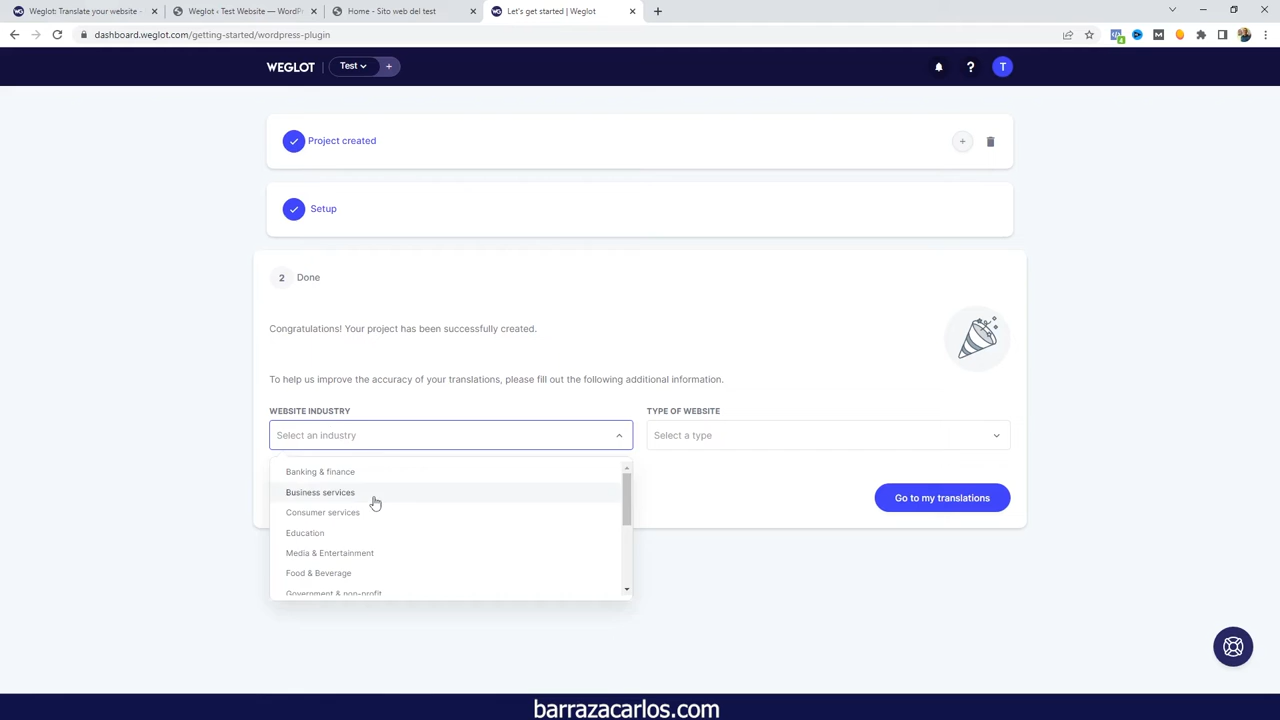 Weglot: Translate your website -
Weglot ‹ Test Website — WordP
Home - Sito web del test
Let's get started | Weglot
dashboard.weglot.com/getting-started/wordpress-plugin
WEGLOT
Test
T
Project created
Setup
2 Done
Congratulations! Your project has been successfully created.
To help us improve the accuracy of your translations, please fill out the following additional information.
WEBSITE INDUSTRY
TYPE OF WEBSITE
Select an industry
Select a type
Banking & finance
Business services
Go to my translations
Consumer services
Education
Media & Entertainment
Food & Beverage
Government & non-profit
barrazacarlos.com